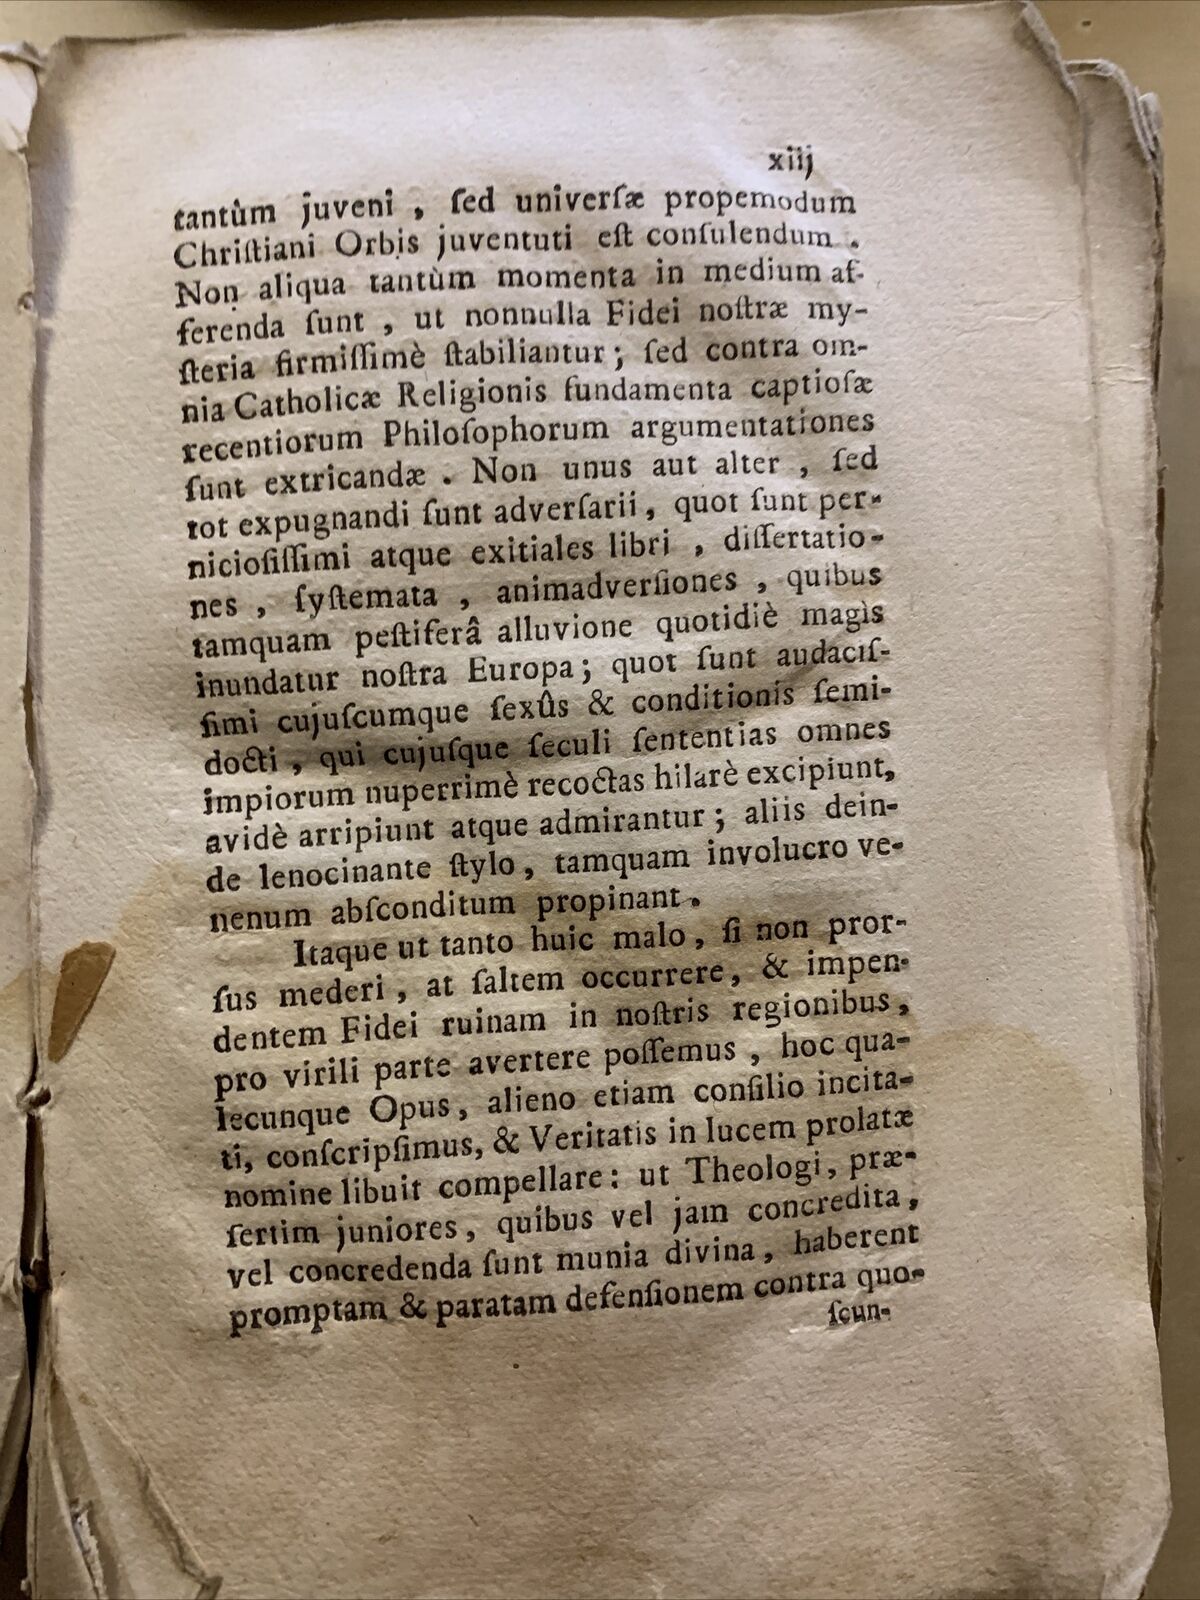 xiij
tantùm juveni , ſed univerſæ propemodum
Chriſtiani Orbis juventuti eſt conſulendum .
Non aliqua tantùm momenta in medium af-
ferenda ſunt , ut nonnulla Fidei noſtræ my-
ſteria firmiſſimè ſtabiliantur ; ſed contra om-
nia Catholicæ Religionis fundamenta captioſæ
recentiorum Philoſophorum argumentationes
ſunt extricandæ . Non unus aut alter , ſed
tot expugnandi ſunt adverſarii , quot ſunt per-
nicioſiſſimi atque exitiales libri , diſſertatio-
nes , ſyſtemata , animadverſiones , quibus
tamquam peſtiferâ alluvione quotidiè magìs
inundatur noſtra Europa ; quot ſunt audaciſ-
ſimi cujuſcumque ſexûs & conditionis ſemi-
docti , qui cujuſque ſeculi ſententias omnes
impiorum nuperrimè recoctas hilarè excipiunt,
avidè arripiunt atque admirantur ; aliis dein-
de lenocinante ſtylo , tamquam involucro ve-
nenum abſconditum propinant .
Itaque ut tanto huic malo , ſi non pror-
ſus mederi , at ſaltem occurrere , & impen-
dentem Fidei ruinam in noſtris regionibus ,
pro virili parte avertere poſſemus , hoc qua-
lecunque Opus , alieno etiam conſilio incita-
ti, conſcripſimus, & Veritatis in lucem prolatæ
nomine libuit compellare : ut Theologi , præ-
ſertim juniores , quibus vel jam concredita ,
vel concredenda ſunt munia divina , haberent
promptam & paratam defenſionem contra quo-
ſcun-